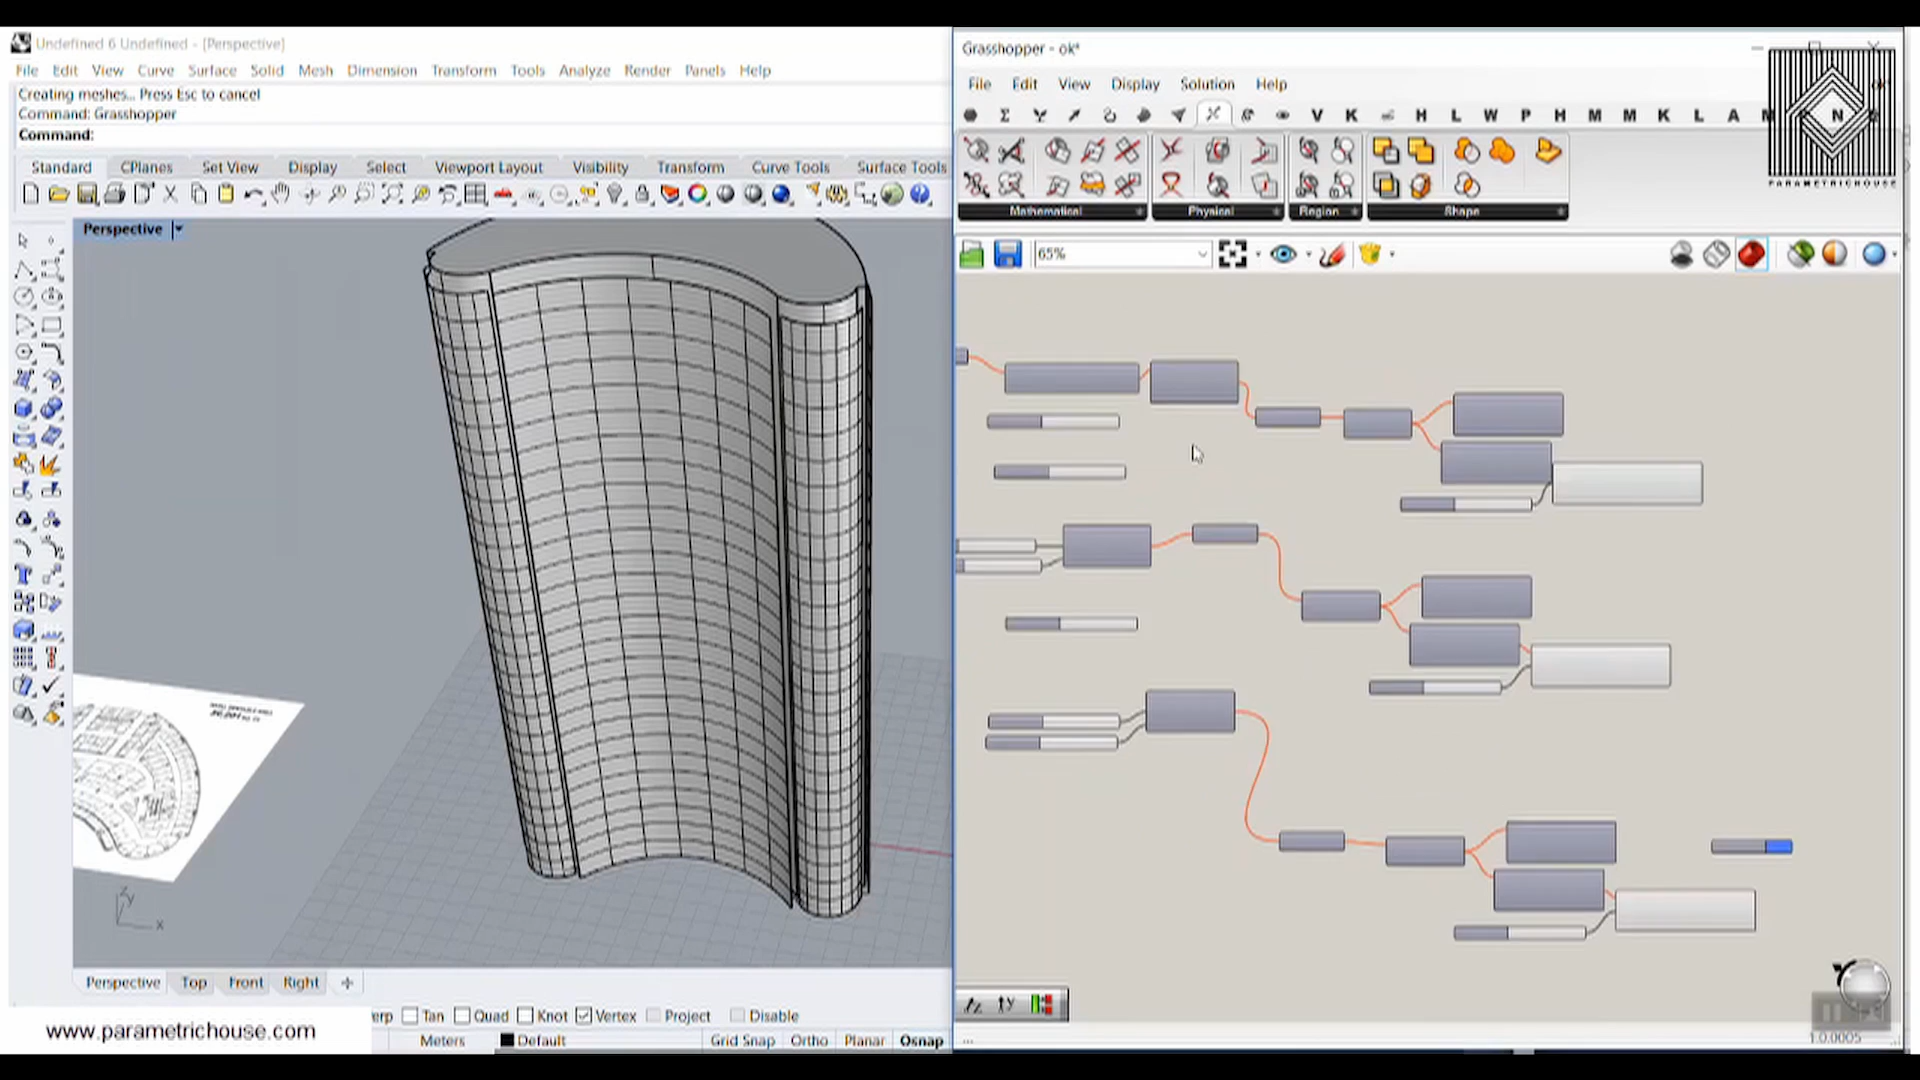 Undefined 6 Undefined - [Perspective]
File Edit View Curve Surface Solid Mesh Dimension Transform Tools Analyze Render Panels Help
Creating meshes... Press Esc to cancel
Command: Grasshopper
Command:
Standard CPlanes Set View Display Select Viewport Layout Visibility Transform Curve Tools Surface Tools
Perspective
z
y
x
Perspective Top Front Right
www.parametrichouse.com
erp Tan Quad Knot Vertex Project Disable
Meters Default Grid Snap Ortho Planar Osnap
Grasshopper - ok*
File Edit View Display Solution Help
V K H L W P H M M K L A N
PARAMETRICHOUSE
Mathematical Physical Region Shape
65%
...
1.0.0005